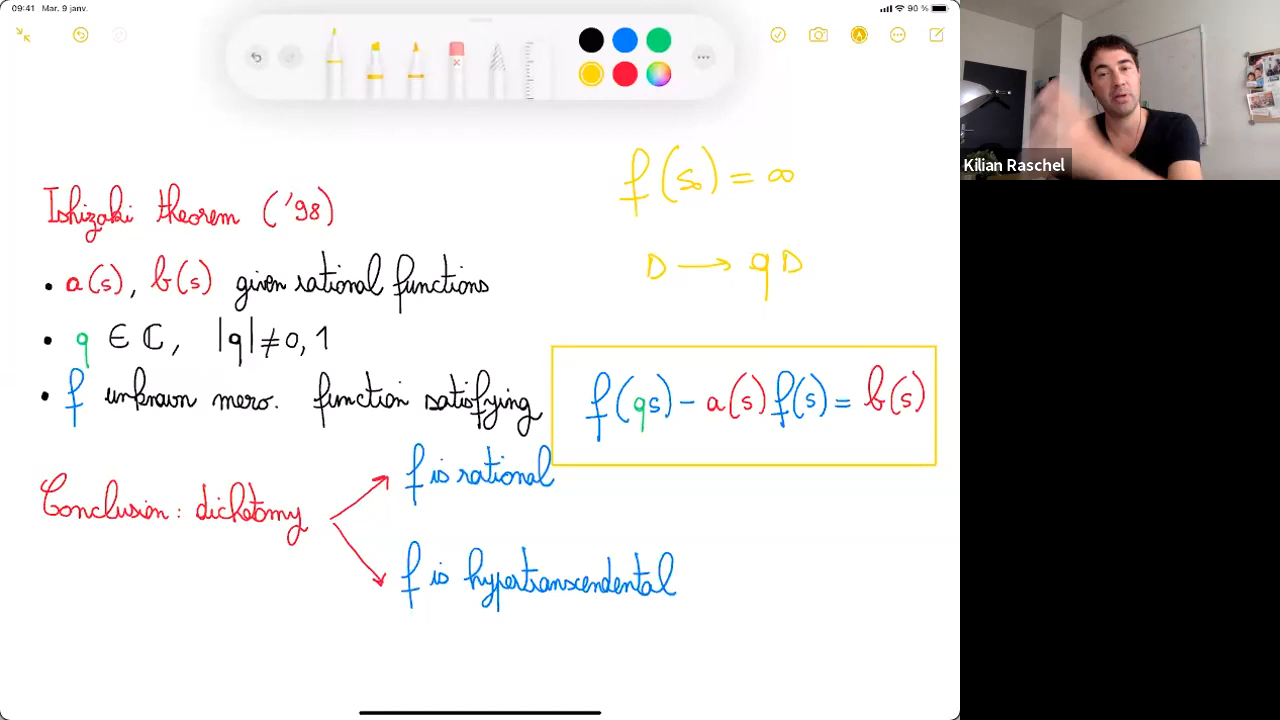 09:41 Mar. 9 janv.
90 %
Kilian Raschel
f(s₀) = ∞
D → qD
Ishizaki theorem ('98)
• a(s), b(s) given rational functions
• q ∈ ℂ, |q| ≠ 0, 1
• f unknown mero. function satisfying
f(qs) - a(s) f(s) = b(s)
f is rational
Conclusion: dichotomy
f is hypertranscendental